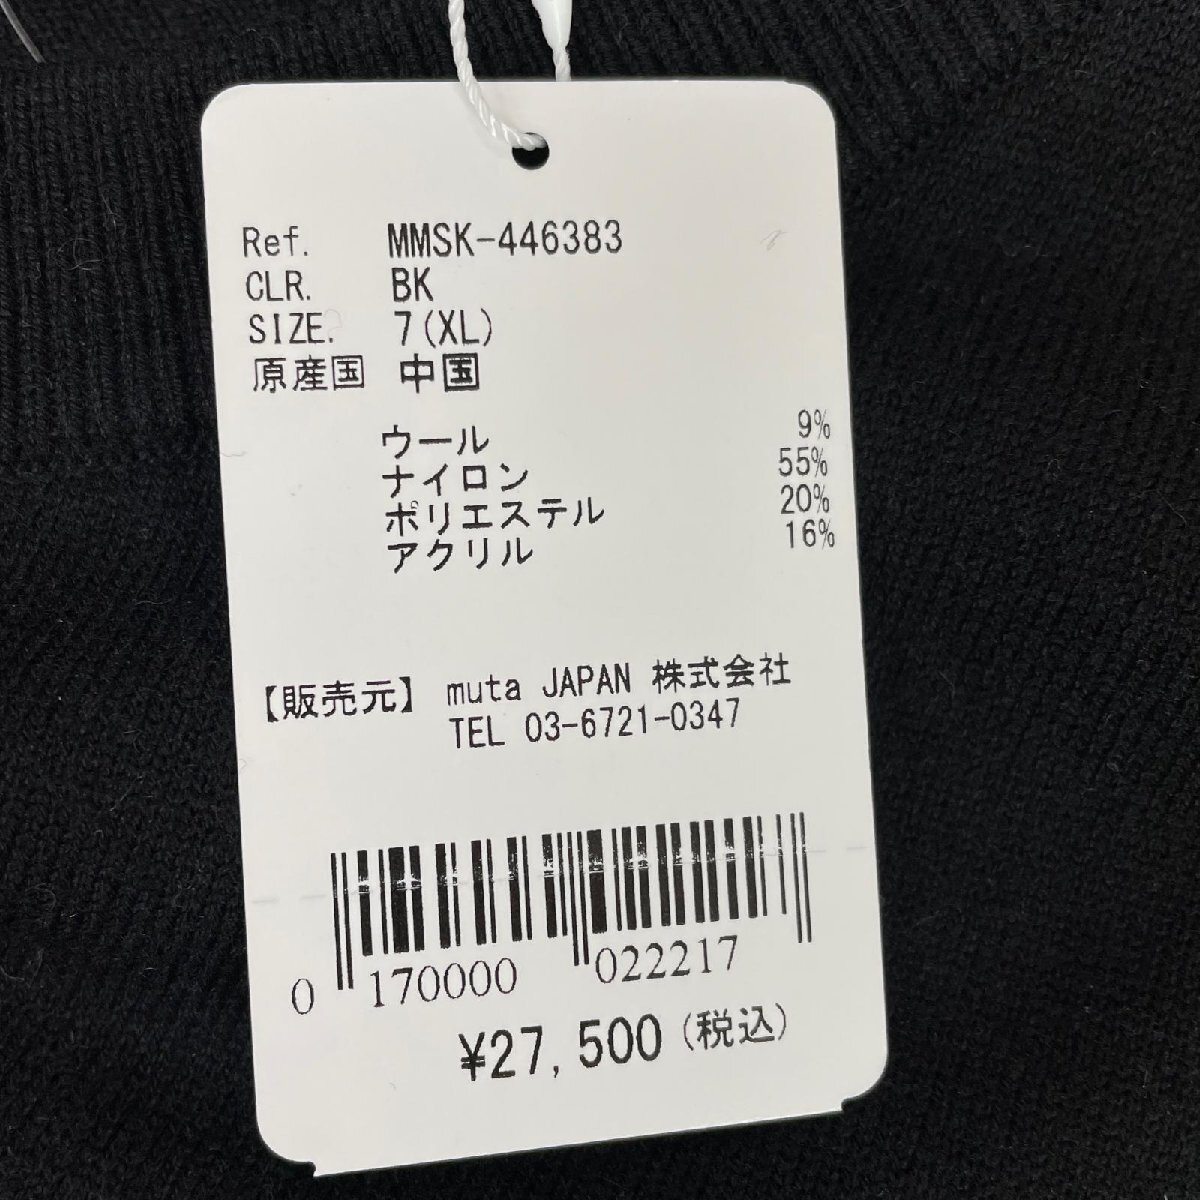 Ref. MMSK-446383
CLR. BK
SIZE. 7(XL)
原産国 中国
ウール 9%
ナイロン 55%
ポリエステル 20%
アクリル 16%
【販売元】 muta JAPAN 株式会社
TEL 03-6721-0347
0 170000 022217
¥27,500(税込)